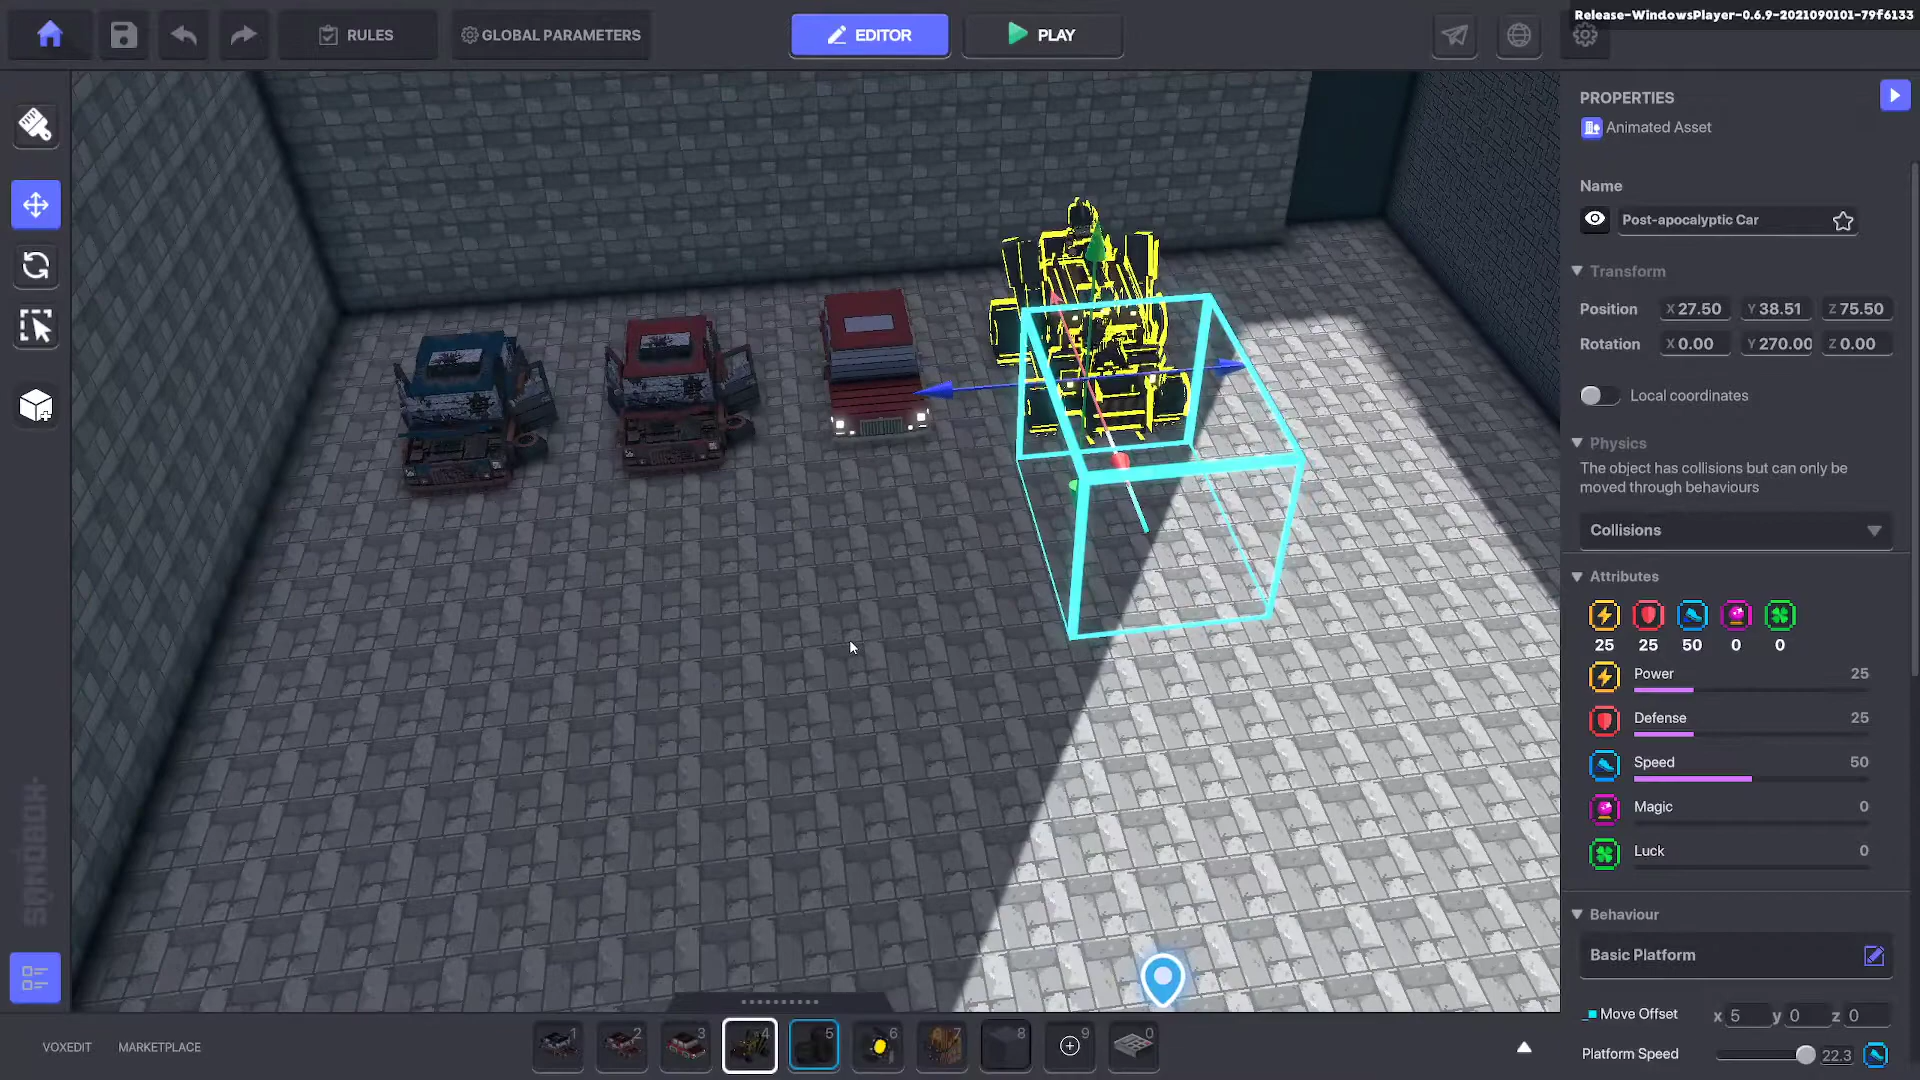 Release-WindowsPlayer-0.6.9-2021090101-79f6133
RULES
GLOBAL PARAMETERS
EDITOR
PLAY
PROPERTIES
Animated Asset
Name
Post-apocalyptic Car
Transform
Position X 27.50 Y 38.51 Z 75.50
Rotation X 0.00 Y 270.00 Z 0.00
Local coordinates
Physics
The object has collisions but can only be
moved through behaviours
Collisions
Attributes
25 25 50 0 0
Power 25
Defense 25
Speed 50
Magic 0
Luck 0
Behaviour
Basic Platform
Move Offset x 5 y 0 z 0
Platform Speed 22.3
SANDBOX
VOXEDIT
MARKETPLACE
1 2 3 4 5 6 7 8 9 0